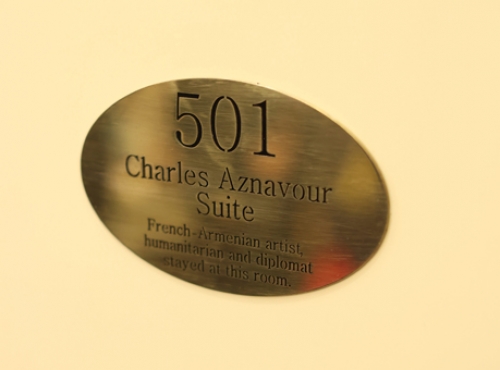 501
Charles Aznavour
Suite
French-Armenian artist,
humanitarian and diplomat
stayed at this room.